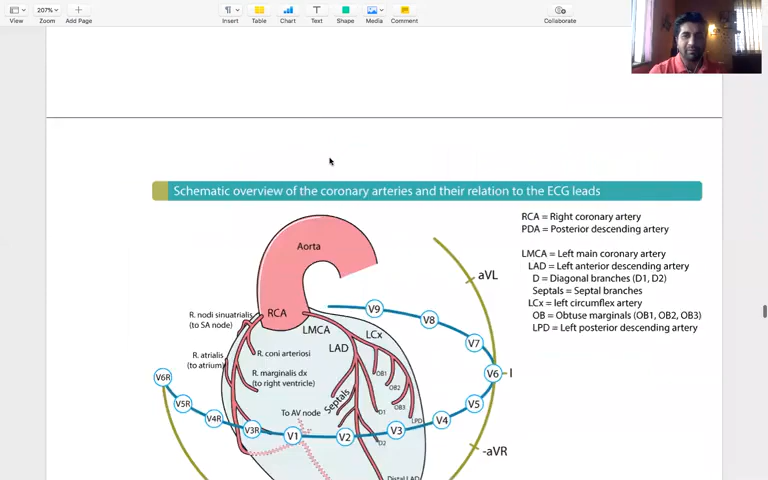 207%
View
Zoom
Add Page
Insert
Table
Chart
Text
Shape
Media
Comment
Collaborate
Schematic overview of the coronary arteries and their relation to the ECG leads
RCA = Right coronary artery
PDA = Posterior descending artery
LMCA = Left main coronary artery
LAD = Left anterior descending artery
D = Diagonal branches (D1, D2)
Septals = Septal branches
LCx = left circumflex artery
OB = Obtuse marginals (OB1, OB2, OB3)
LPD = Left posterior descending artery
Aorta
aVL
V9
V8
RCA
R. nodi sinuatrialis
(to SA node)
LMCA
LCx
V7
LAD
R. coni arteriosi
R. atrialis
(to atrium)
V6
I
R. marginalis dx
(to right ventricle)
OB1
V6R
OB2
V5R
Septals
OB3
V5
To AV node
D1
V4R
LPD
V4
V3R
V1
V2
V3
D2
-aVR
Distal LAD